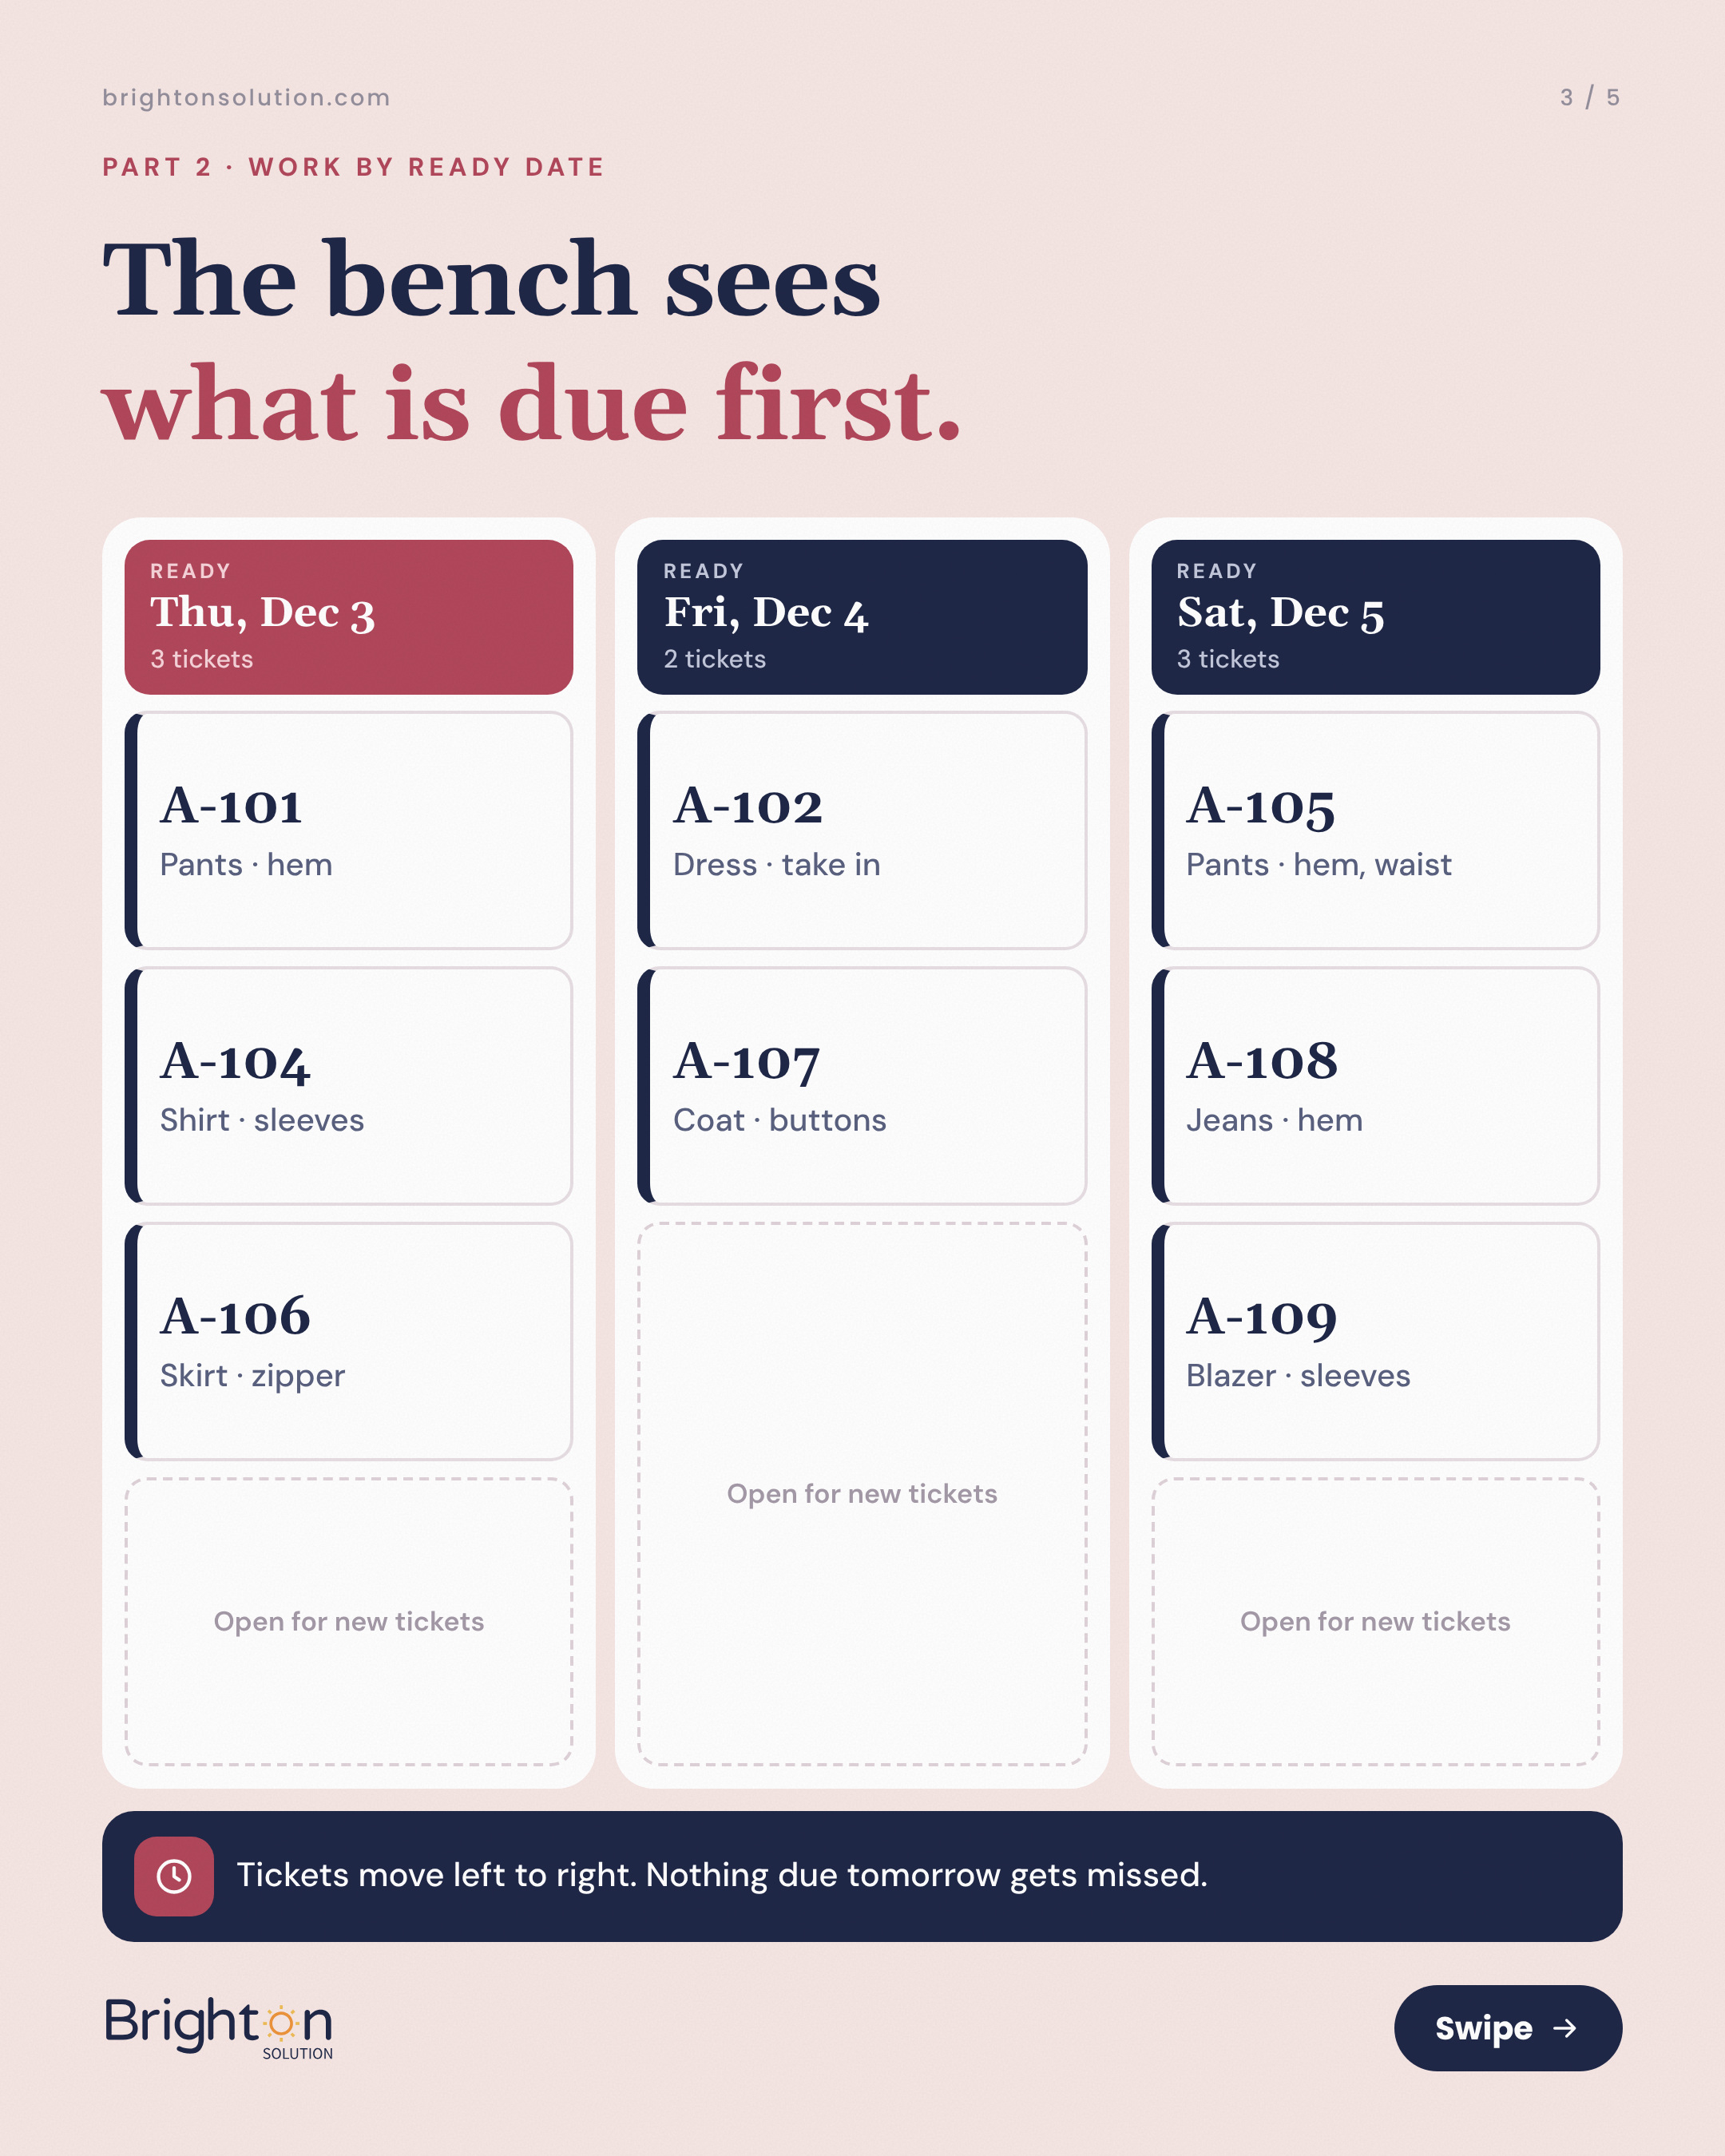 brightonsolution.com
3 / 5
PART 2 · WORK BY READY DATE
The bench sees
what is due first.
READY
Thu, Dec 3
3 tickets
A-101
Pants · hem
A-104
Shirt · sleeves
A-106
Skirt · zipper
Open for new tickets
READY
Fri, Dec 4
2 tickets
A-102
Dress · take in
A-107
Coat · buttons
Open for new tickets
READY
Sat, Dec 5
3 tickets
A-105
Pants · hem, waist
A-108
Jeans · hem
A-109
Blazer · sleeves
Open for new tickets
Tickets move left to right. Nothing due tomorrow gets missed.
Brighton
SOLUTION
Swipe →